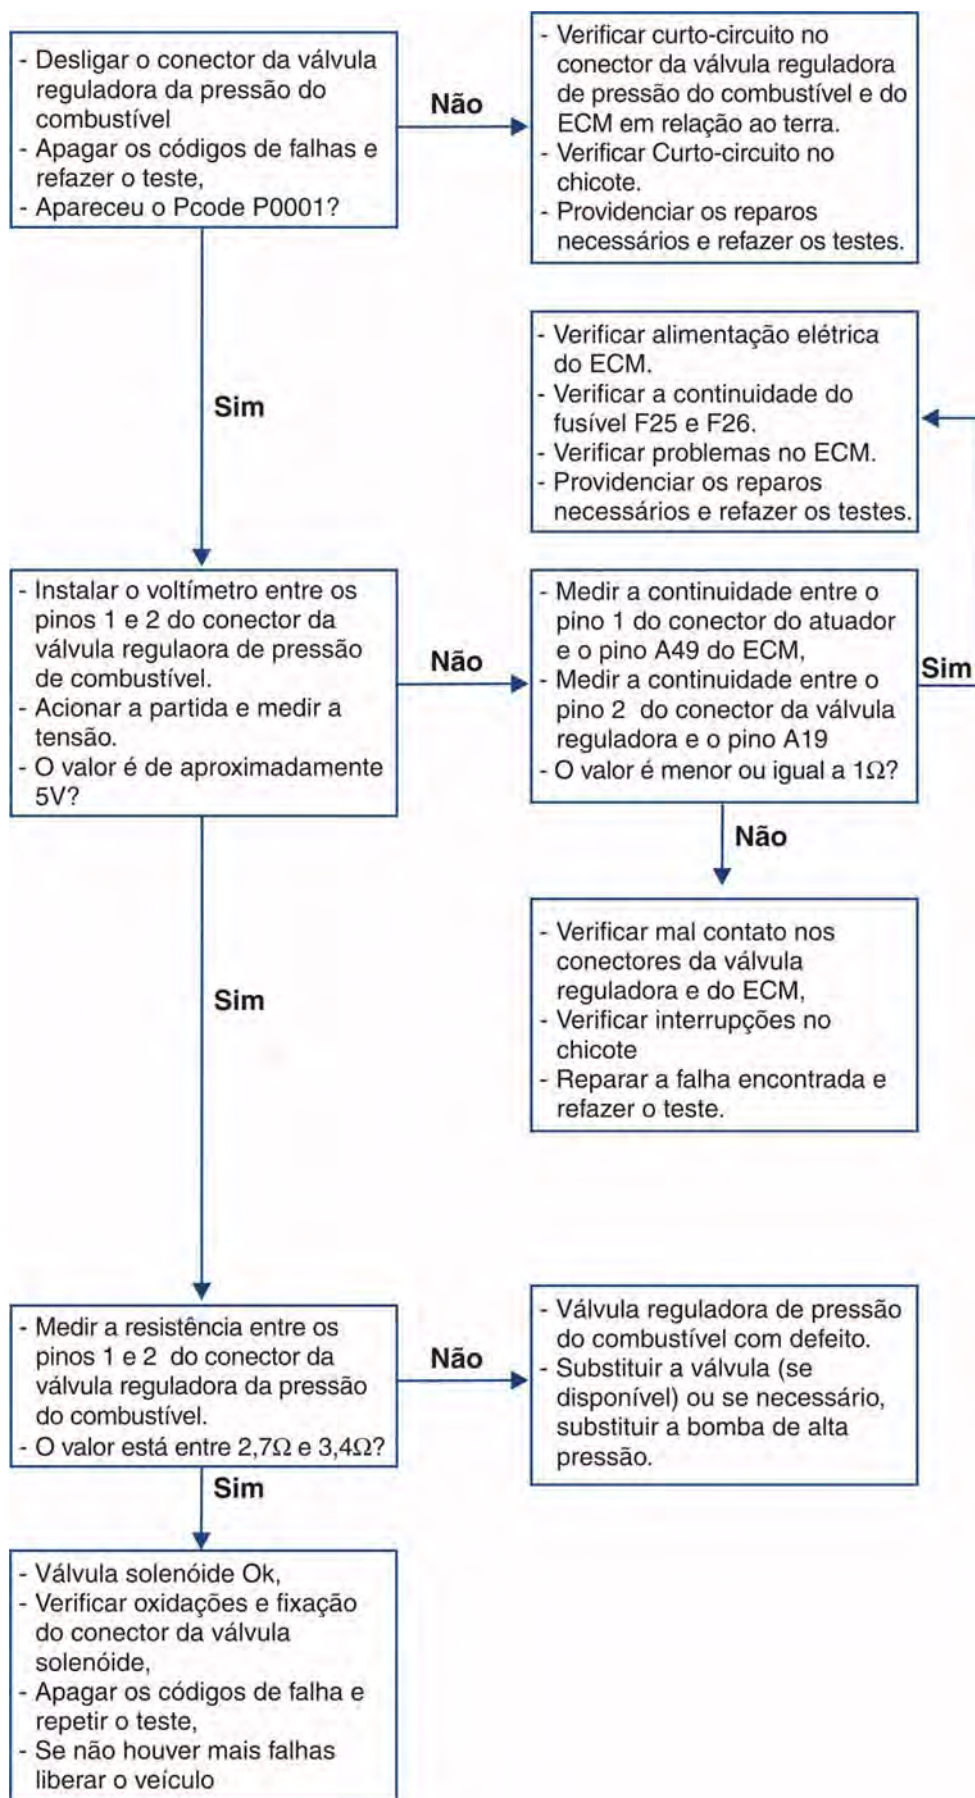 - Desligar o conector da válvula
reguladora da pressão do
combustível
- Apagar os códigos de falhas e
refazer o teste,
- Apareceu o Pcode P0001?
Não
- Verificar curto-circuito no
conector da válvula reguladora
de pressão do combustível e do
ECM em relação ao terra.
- Verificar Curto-circuito no
chicote.
- Providenciar os reparos
necessários e refazer os testes.
Sim
- Verificar alimentação elétrica
do ECM.
- Verificar a continuidade do
fusível F25 e F26.
- Verificar problemas no ECM.
- Providenciar os reparos
necessários e refazer os testes.
- Instalar o voltímetro entre os
pinos 1 e 2 do conector da
válvula regulaora de pressão
de combustível.
- Acionar a partida e medir a
tensão.
- O valor é de aproximadamente
5V?
Não
- Medir a continuidade entre o
pino 1 do conector do atuador
e o pino A49 do ECM,
- Medir a continuidade entre o
pino 2 do conector da válvula
reguladora e o pino A19
- O valor é menor ou igual a 1Ω?
Sim
Não
- Verificar mal contato nos
conectores da válvula
reguladora e do ECM,
- Verificar interrupções no
chicote
- Reparar a falha encontrada e
refazer o teste.
Sim
- Medir a resistência entre os
pinos 1 e 2 do conector da
válvula reguladora da pressão
do combustível.
- O valor está entre 2,7Ω e 3,4Ω?
Não
- Válvula reguladora de pressão
do combustível com defeito.
- Substituir a válvula (se
disponível) ou se necessário,
substituir a bomba de alta
pressão.
Sim
- Válvula solenóide Ok,
- Verificar oxidações e fixação
do conector da válvula
solenóide,
- Apagar os códigos de falha e
repetir o teste,
- Se não houver mais falhas
liberar o veículo